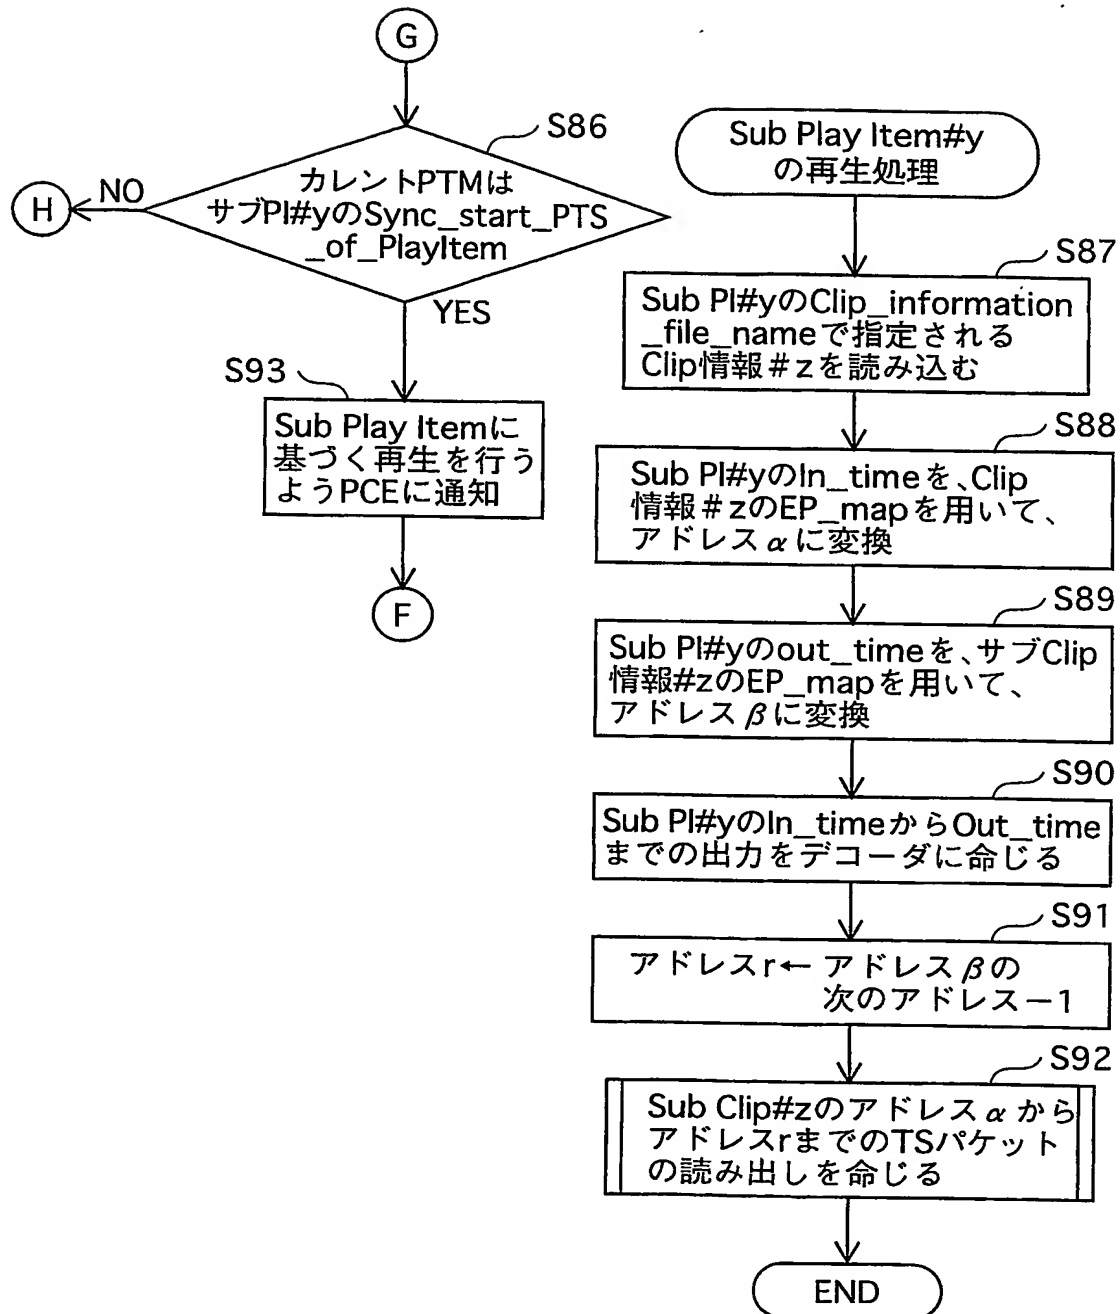 G
S86
カレントPTMは
サブPI#yのSync_start_PTS
_of_PlayItem
NO
H
YES
S93
Sub Play Itemに
基づく再生を行う
ようPCEに通知
F
Sub Play Item#y
の再生処理
S87
Sub PI#yのClip_information
_file_nameで指定される
Clip情報#zを読み込む
S88
Sub PI#yのIn_timeを、Clip
情報#zのEP_mapを用いて、
アドレスαに変換
S89
Sub PI#yのout_timeを、サブClip
情報#zのEP_mapを用いて、
アドレスβに変換
S90
Sub PI#yのIn_timeからOut_time
までの出力をデコーダに命じる
S91
アドレスr←アドレスβの
次のアドレス-1
S92
Sub Clip#zのアドレスαから
アドレスrまでのTSパケット
の読み出しを命じる
END